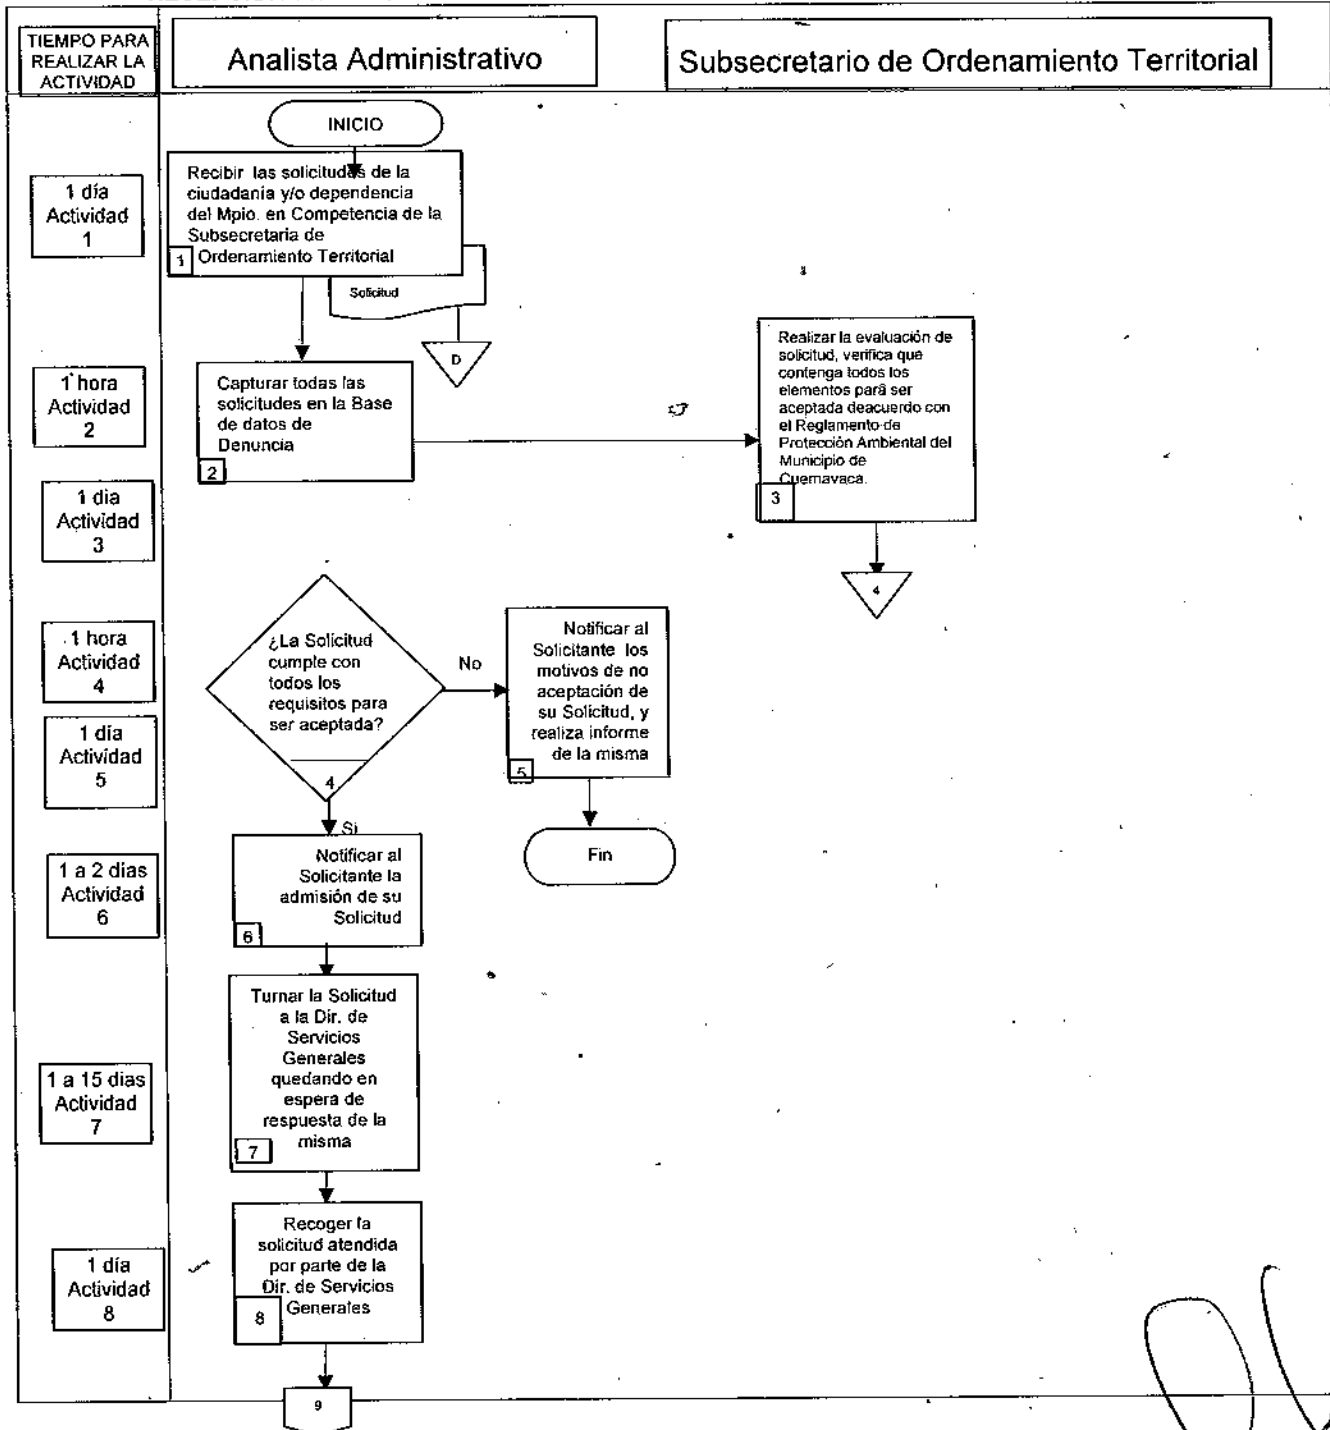 TIEMPO PARA
REALIZAR LA
ACTIVIDAD
Analista Administrativo
Subsecretario de Ordenamiento Territorial
INICIO
1 día
Actividad
1
Recibir las solicitudes de la
ciudadanía y/o dependencia
del Mpio. en Competencia de la
Subsecretaria de
Ordenamiento Territorial
1
Solicitud
D
1 hora
Actividad
2
Capturar todas las
solicitudes en la Base
de datos de
Denuncia
2
Realizar la evaluación de
solicitud, verifica que
contenga todos los
elementos para ser
aceptada deacuerdo con
el Reglamento de
Protección Ambiental del
Municipio de
Cuernavaca.
3
4
1 dia
Actividad
3
1 hora
Actividad
4
¿La Solicitud
cumple con
todos los
requisitos para
ser aceptada?
4
No
Notificar al
Solicitante los
motivos de no
aceptación de
su Solicitud, y
realiza informe
de la misma
5
Fin
1 día
Actividad
5
Si
1 a 2 dias
Actividad
6
Notificar al
Solicitante la
admisión de su
Solicitud
6
1 a 15 dias
Actividad
7
Turnar la Solicitud
a la Dir. de
Servicios
Generales
quedando en
espera de
respuesta de la
misma
7
1 día
Actividad
8
Recoger la
solicitud atendida
por parte de la
Dir. de Servicios
Generales
8
9